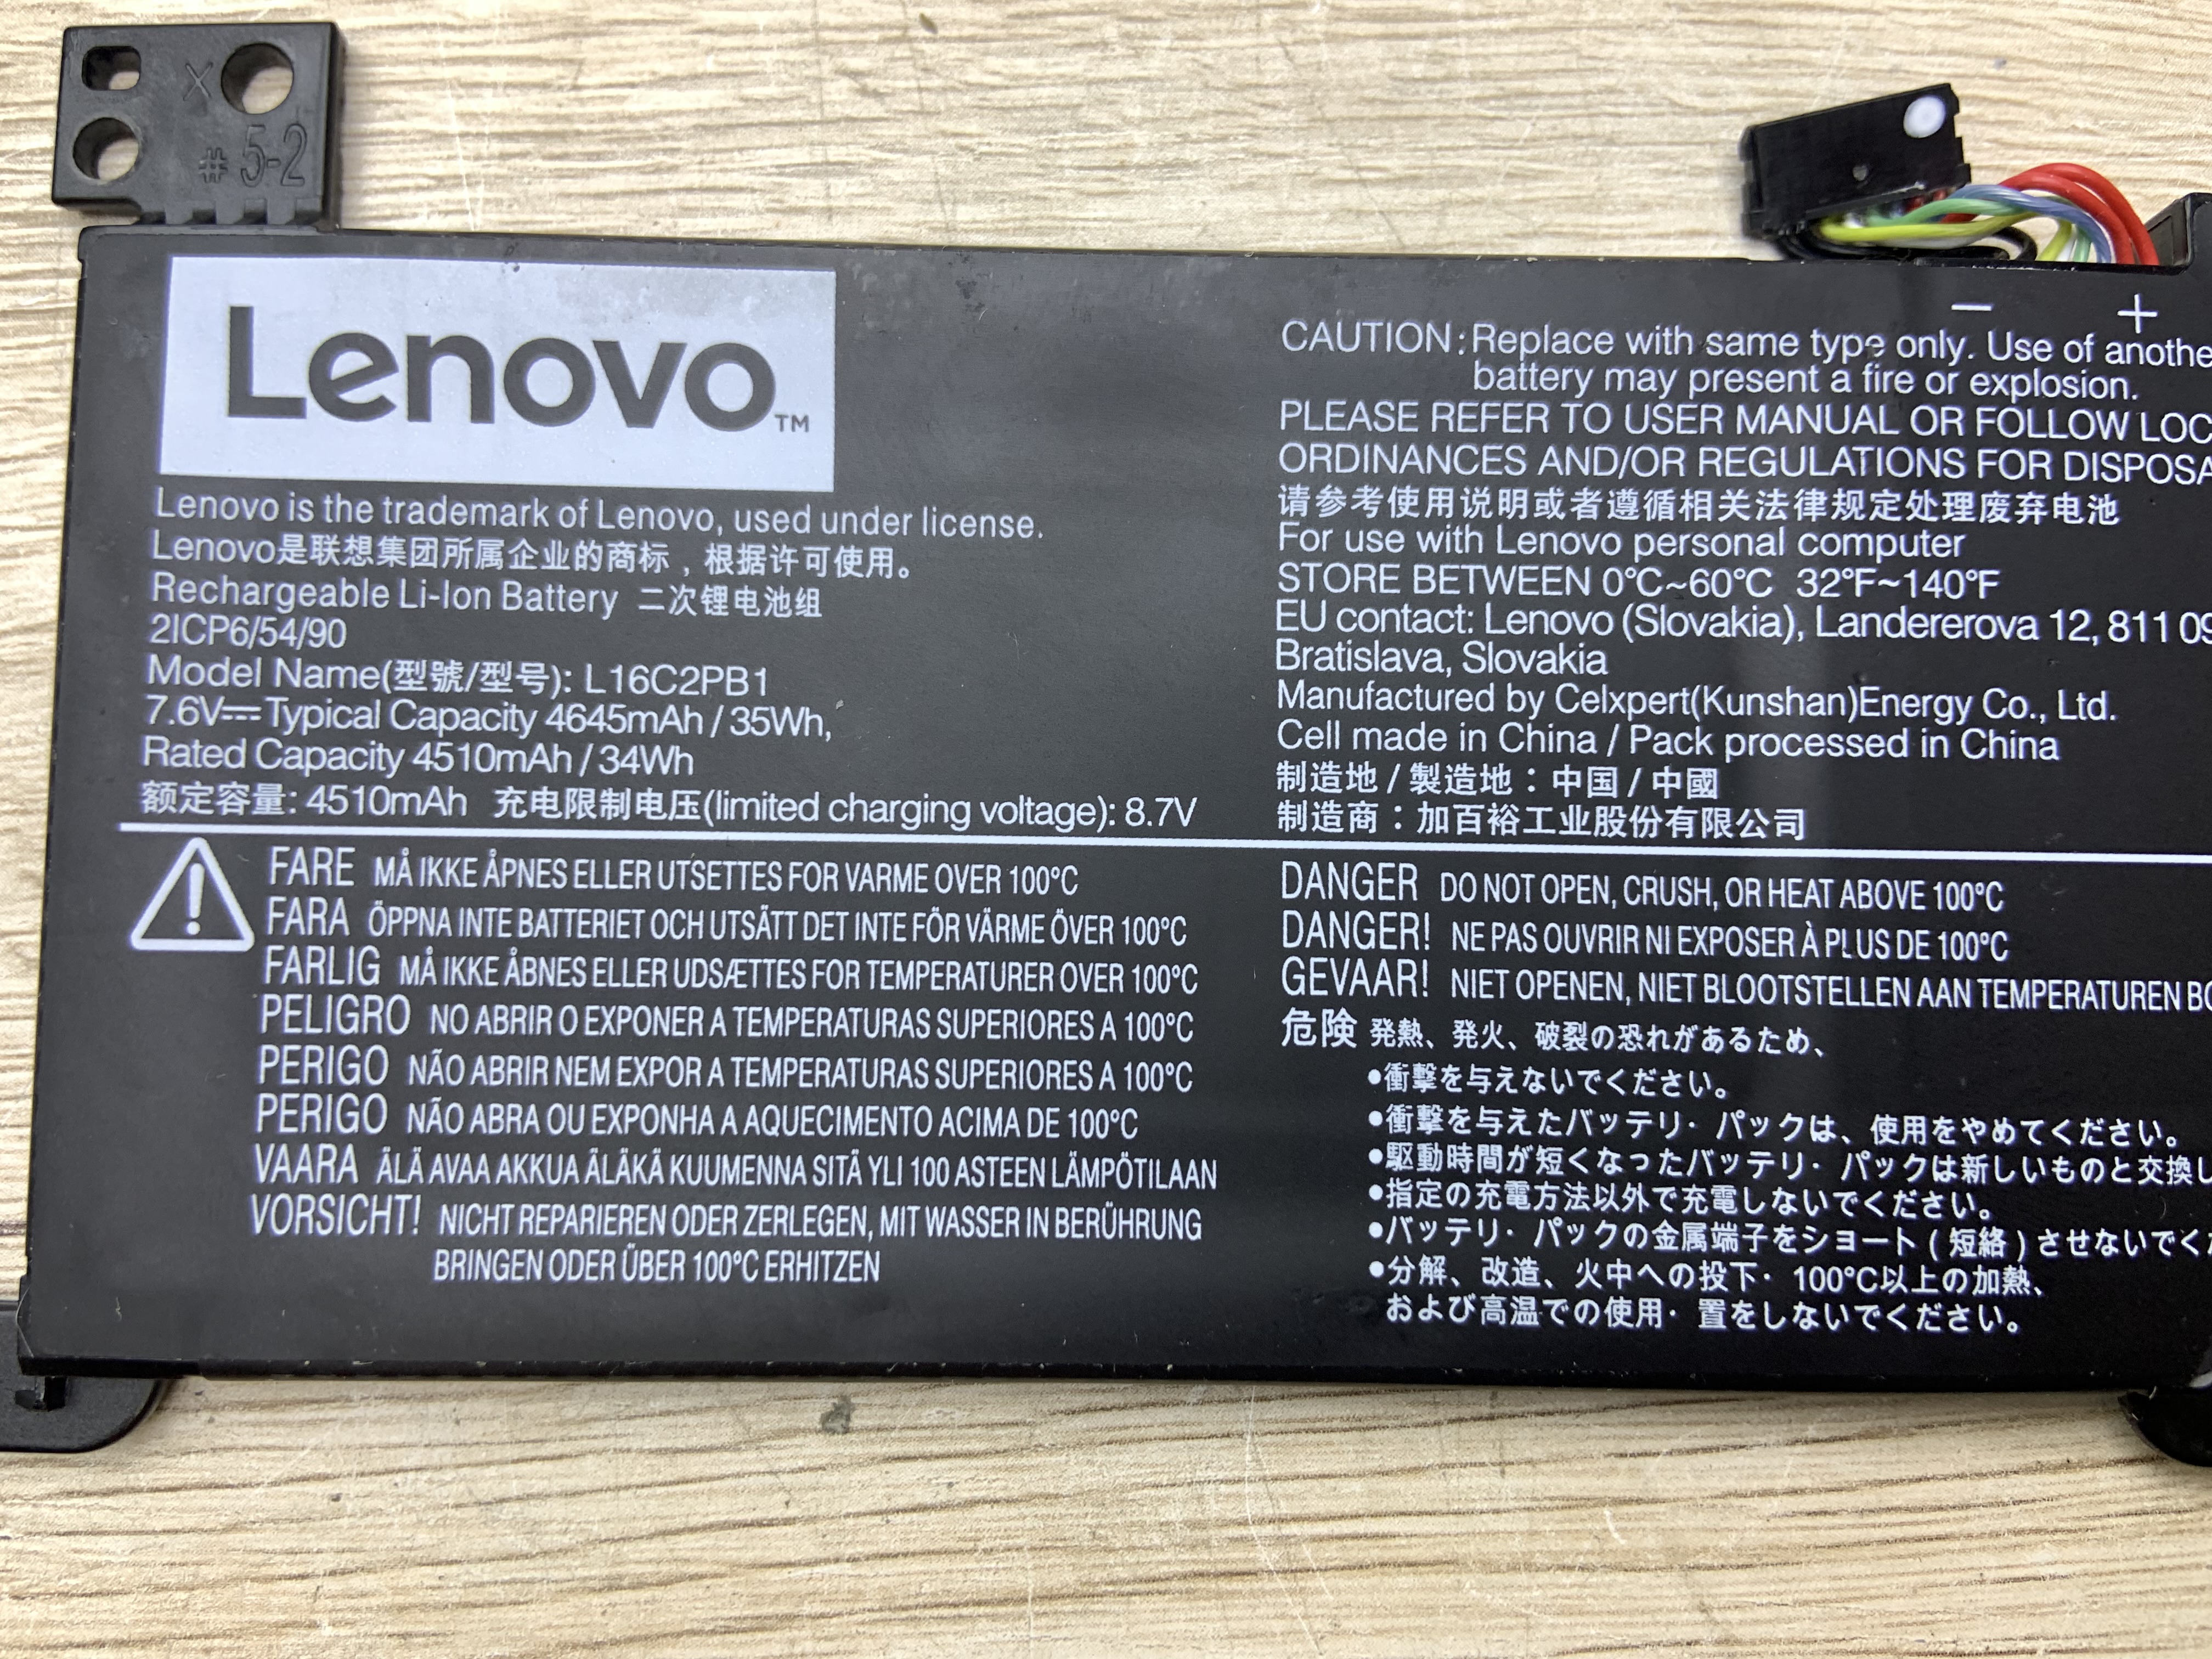 X
# 5-2
Lenovo™
Lenovo is the trademark of Lenovo, used under license.
Lenovo是联想集团所属企业的商标，根据许可使用。
Rechargeable Li-Ion Battery 二次锂电池组
2ICP6/54/90
Model Name(型號/型号): L16C2PB1
7.6V⎓Typical Capacity 4645mAh / 35Wh,
Rated Capacity 4510mAh / 34Wh
额定容量: 4510mAh 充电限制电压(limited charging voltage): 8.7V
− +
CAUTION: Replace with same type only. Use of anothe
battery may present a fire or explosion.
PLEASE REFER TO USER MANUAL OR FOLLOW LOC
ORDINANCES AND/OR REGULATIONS FOR DISPOSA
请参考使用说明或者遵循相关法律规定处理废弃电池
For use with Lenovo personal computer
STORE BETWEEN 0°C~60°C 32°F~140°F
EU contact: Lenovo (Slovakia), Landererova 12, 811 09
Bratislava, Slovakia
Manufactured by Celxpert(Kunshan)Energy Co., Ltd.
Cell made in China / Pack processed in China
制造地 / 製造地：中国 / 中國
制造商：加百裕工业股份有限公司
FARE MÅ IKKE ÅPNES ELLER UTSETTES FOR VARME OVER 100°C
FARA ÖPPNA INTE BATTERIET OCH UTSÄTT DET INTE FÖR VÄRME ÖVER 100°C
FARLIG MÅ IKKE ÅBNES ELLER UDSÆTTES FOR TEMPERATURER OVER 100°C
PELIGRO NO ABRIR O EXPONER A TEMPERATURAS SUPERIORES A 100°C
PERIGO NÃO ABRIR NEM EXPOR A TEMPERATURAS SUPERIORES A 100°C
PERIGO NÃO ABRA OU EXPONHA A AQUECIMENTO ACIMA DE 100°C
VAARA ÄLÄ AVAA AKKUA ÄLÄKÄ KUUMENNA SITÄ YLI 100 ASTEEN LÄMPÖTILAAN
VORSICHT! NICHT REPARIEREN ODER ZERLEGEN, MIT WASSER IN BERÜHRUNG
BRINGEN ODER ÜBER 100°C ERHITZEN
DANGER DO NOT OPEN, CRUSH, OR HEAT ABOVE 100°C
DANGER! NE PAS OUVRIR NI EXPOSER À PLUS DE 100°C
GEVAAR! NIET OPENEN, NIET BLOOTSTELLEN AAN TEMPERATUREN BO
危険 発熱、発火、破裂の恐れがあるため、
•衝撃を与えないでください。
•衝撃を与えたバッテリ・パックは、使用をやめてください。
•駆動時間が短くなったバッテリ・パックは新しいものと交換し
•指定の充電方法以外で充電しないでください。
•バッテリ・パックの金属端子をショート(短絡)させないでくだ
•分解、改造、火中への投下・100°C以上の加熱、
および高温での使用・置をしないでください。